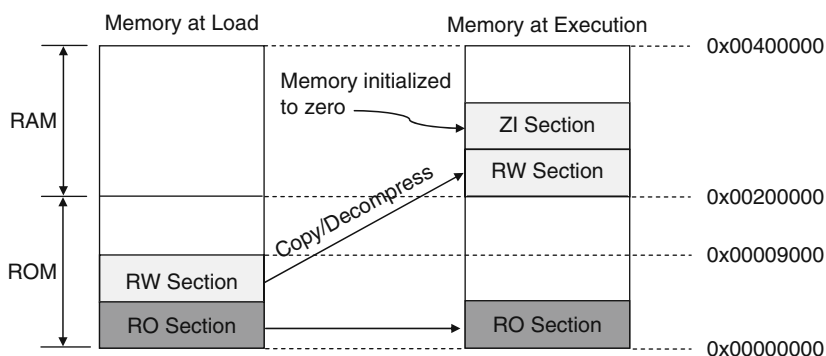 Memory at Load
Memory at Execution
0x00400000
Memory initialized
to zero
RAM
ZI Section
RW Section
Copy/Decompress
0x00200000
0x00009000
ROM
RW Section
RO Section
RO Section
0x00000000